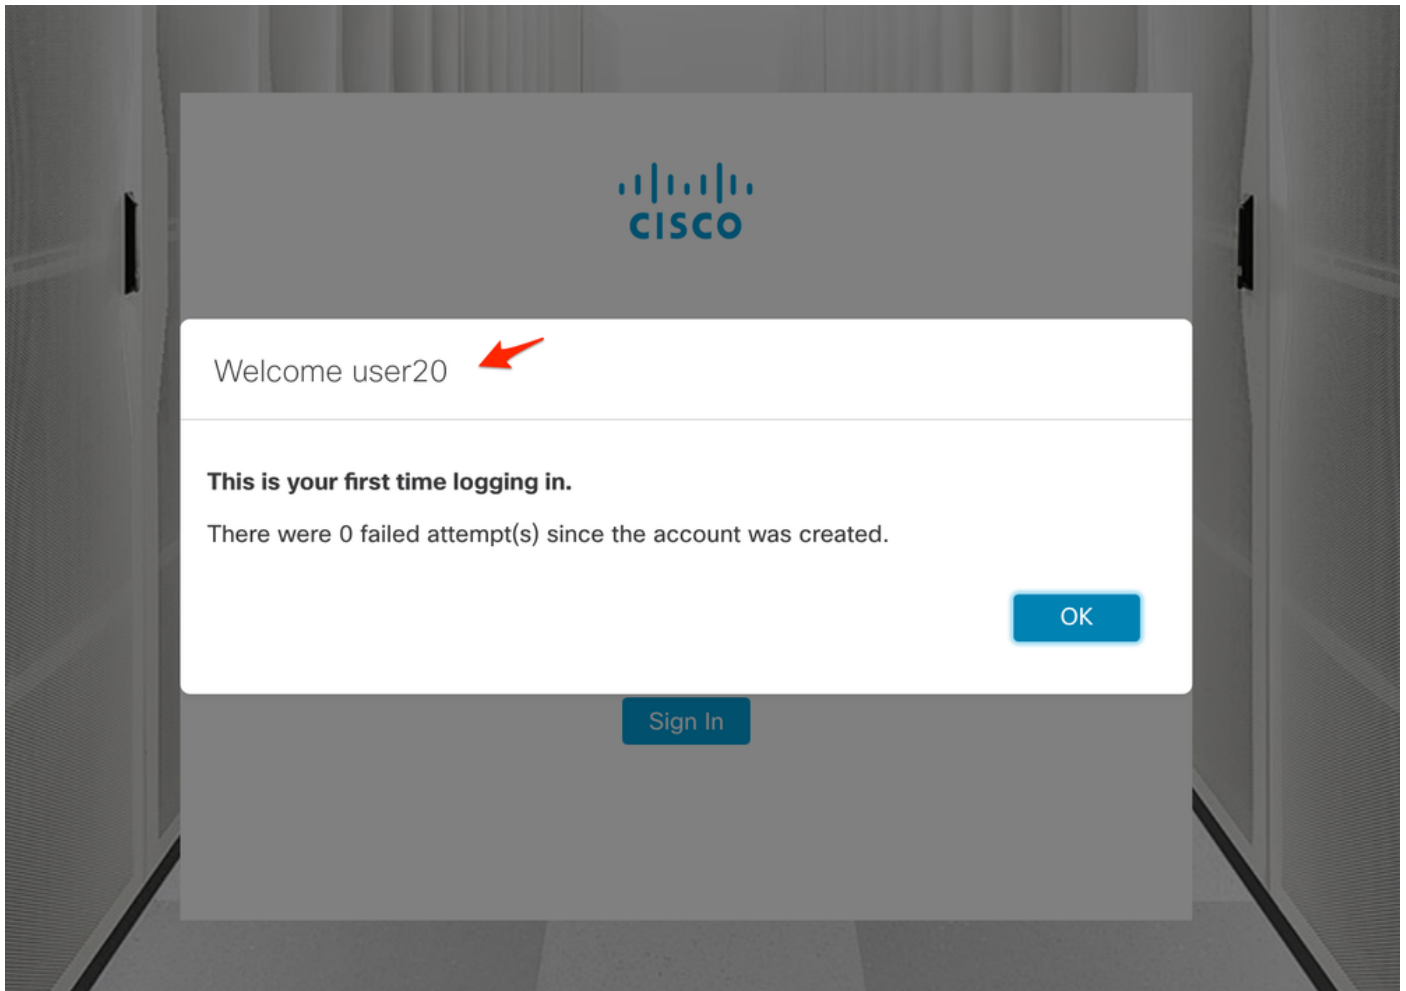 CISCO
Welcome user20
This is your first time logging in.
There were 0 failed attempt(s) since the account was created.
OK
Sign In